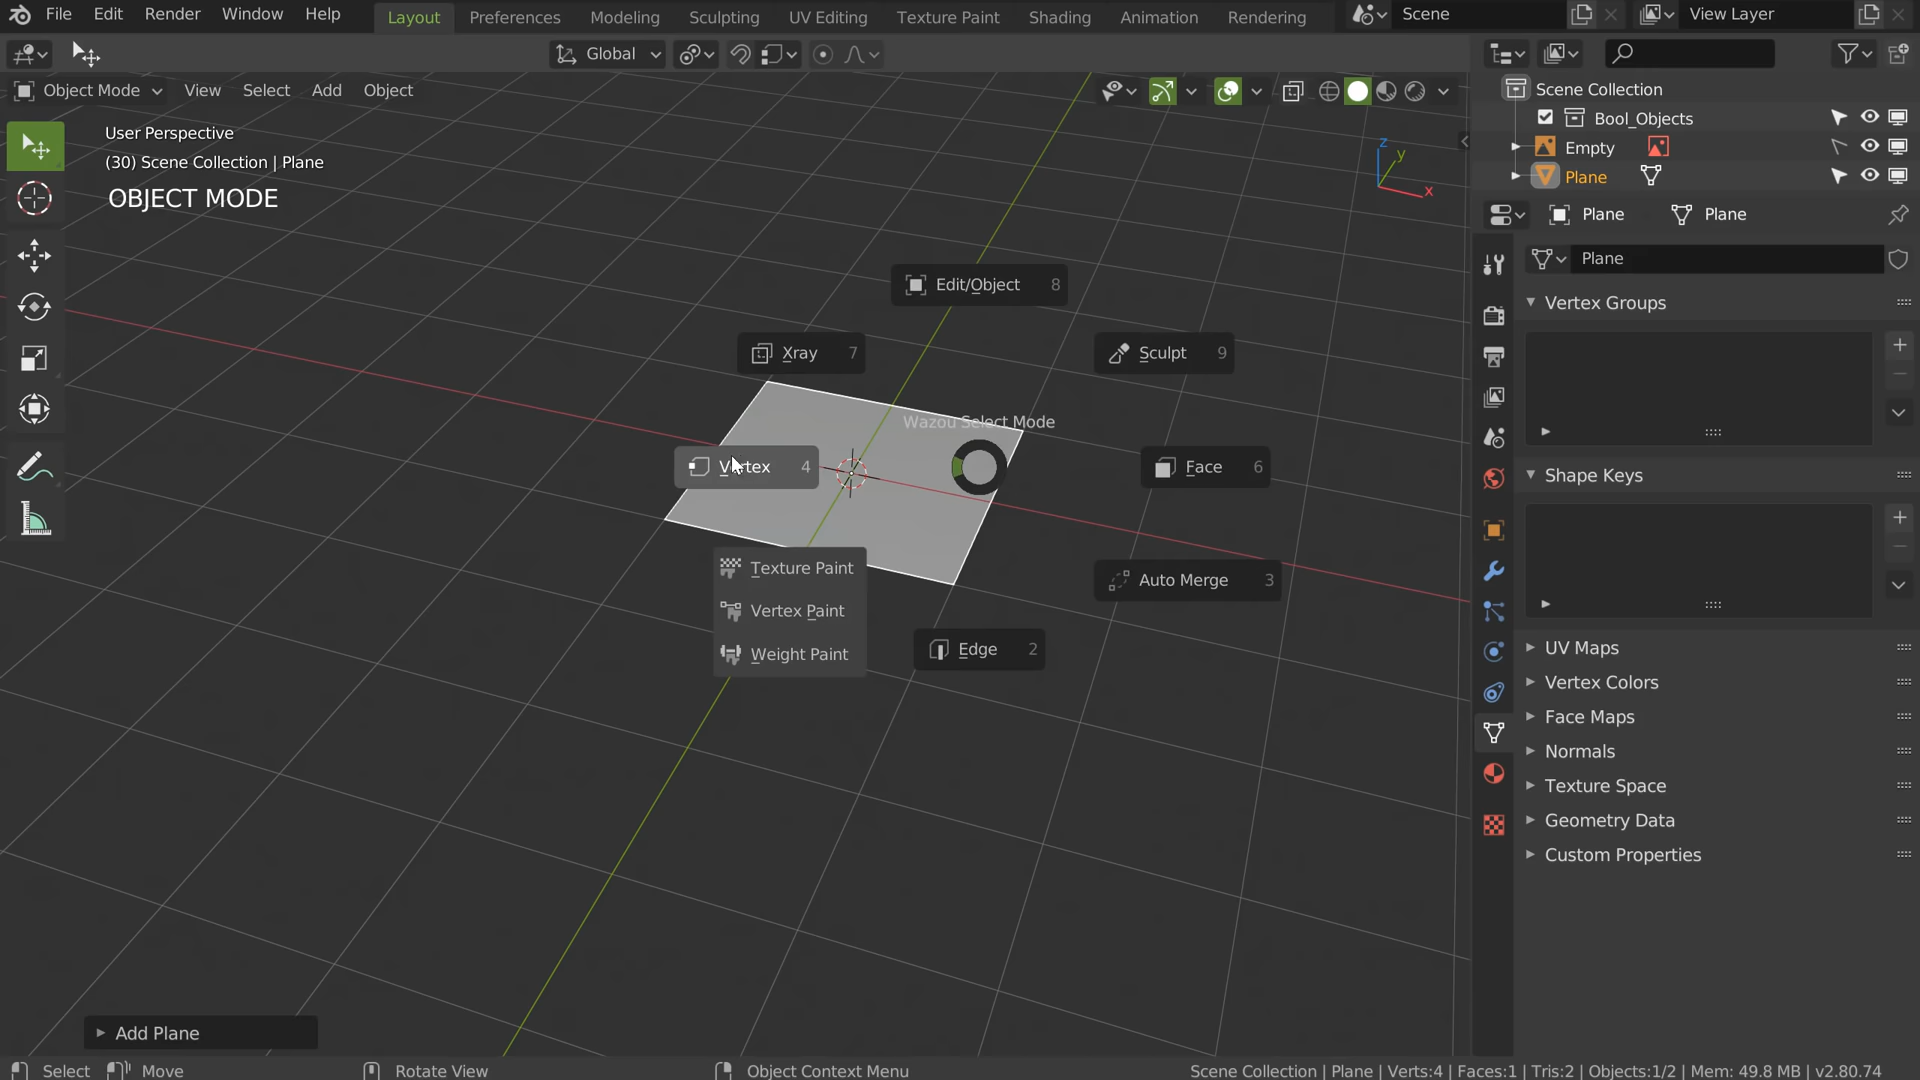 File Edit Render Window Help Layout Preferences Modeling Sculpting UV Editing Texture Paint Shading Animation Rendering Scene View Layer
Global
Object Mode View Select Add Object
Scene Collection
Bool_Objects
Empty
Plane
User Perspective
(30) Scene Collection | Plane
OBJECT MODE
z
y
x
Plane Plane
Plane
Vertex Groups
Shape Keys
UV Maps
Vertex Colors
Face Maps
Normals
Texture Space
Geometry Data
Custom Properties
Edit/Object 8
Xray 7
Sculpt 9
Wazou Select Mode
Vertex 4
Face 6
Texture Paint
Vertex Paint
Weight Paint
Auto Merge 3
Edge 2
Add Plane
Select Move Rotate View Object Context Menu Scene Collection | Plane | Verts:4 | Faces:1 | Tris:2 | Objects:1/2 | Mem: 49.8 MB | v2.80.74